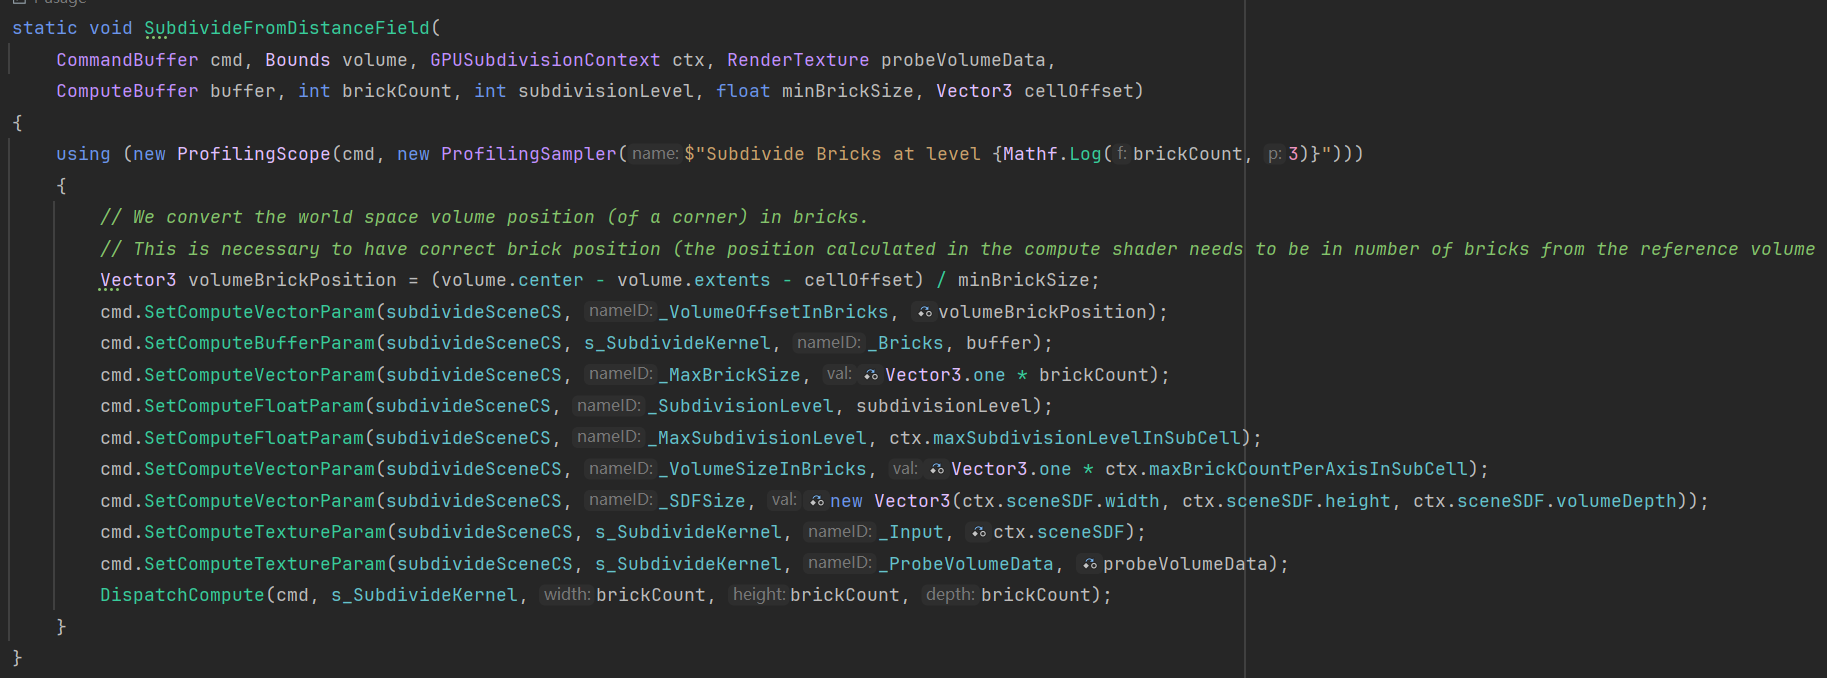 static void SubdivideFromDistanceField(
CommandBuffer cmd, Bounds volume, GPUSubdivisionContext ctx, RenderTexture probeVolumeData,
ComputeBuffer buffer, int brickCount, int subdivisionLevel, float minBrickSize, Vector3 cellOffset)
{
using (new ProfilingScope(cmd, new ProfilingSampler(name: $"Subdivide Bricks at level {Mathf.Log(f: brickCount, p: 3)}")))
{
// We convert the world space volume position (of a corner) in bricks.
// This is necessary to have correct brick position (the position calculated in the compute shader needs to be in number of bricks from the reference volume
Vector3 volumeBrickPosition = (volume.center - volume.extents - cellOffset) / minBrickSize;
cmd.SetComputeVectorParam(subdivideSceneCS, nameID: _VolumeOffsetInBricks, volumeBrickPosition);
cmd.SetComputeBufferParam(subdivideSceneCS, s_SubdivideKernel, nameID: _Bricks, buffer);
cmd.SetComputeVectorParam(subdivideSceneCS, nameID: _MaxBrickSize, val: Vector3.one * brickCount);
cmd.SetComputeFloatParam(subdivideSceneCS, nameID: _SubdivisionLevel, subdivisionLevel);
cmd.SetComputeFloatParam(subdivideSceneCS, nameID: _MaxSubdivisionLevel, ctx.maxSubdivisionLevelInSubCell);
cmd.SetComputeVectorParam(subdivideSceneCS, nameID: _VolumeSizeInBricks, val: Vector3.one * ctx.maxBrickCountPerAxisInSubCell);
cmd.SetComputeVectorParam(subdivideSceneCS, nameID: _SDFSize, val: new Vector3(ctx.sceneSDF.width, ctx.sceneSDF.height, ctx.sceneSDF.volumeDepth));
cmd.SetComputeTextureParam(subdivideSceneCS, s_SubdivideKernel, nameID: _Input, ctx.sceneSDF);
cmd.SetComputeTextureParam(subdivideSceneCS, s_SubdivideKernel, nameID: _ProbeVolumeData, probeVolumeData);
DispatchCompute(cmd, s_SubdivideKernel, width: brickCount, height: brickCount, depth: brickCount);
}
}